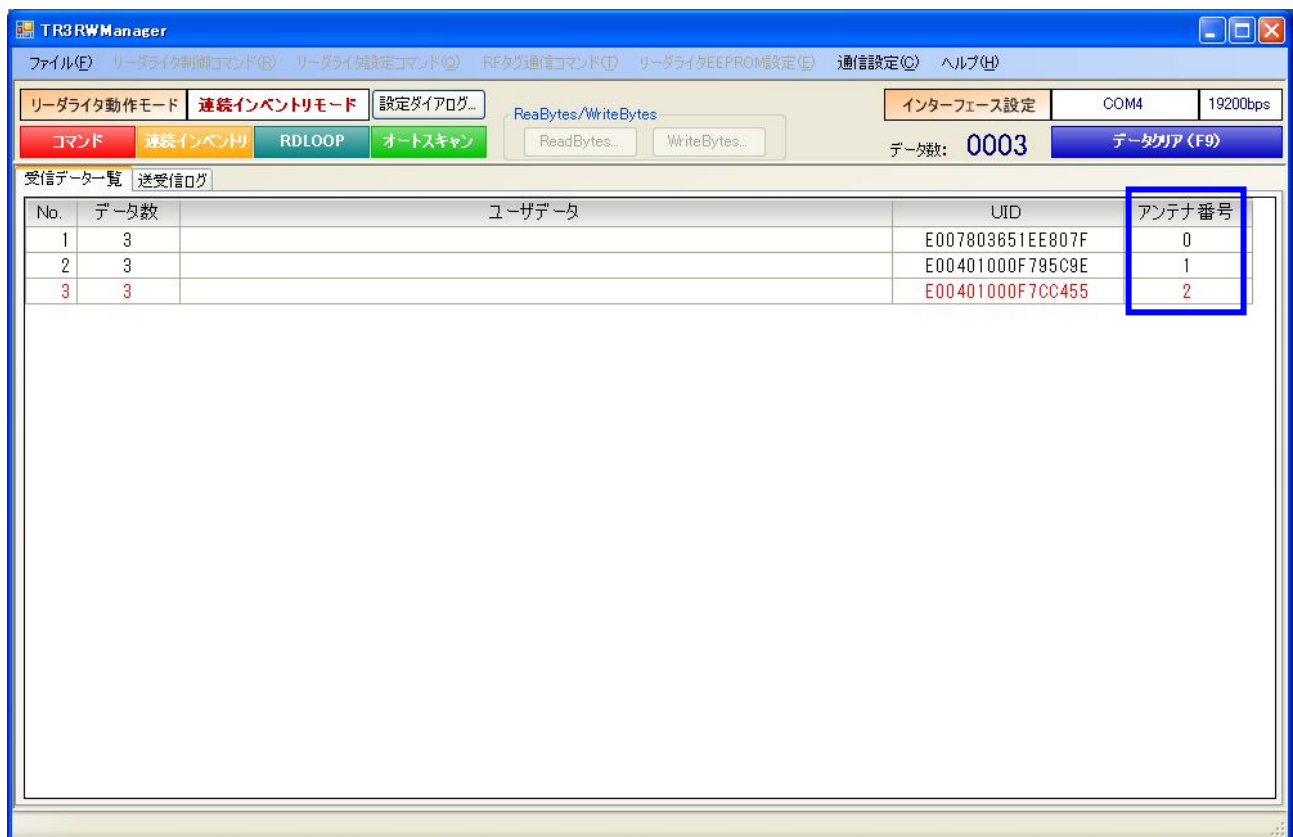 TR3RWManager
ファイル(F) リーダライタ制御コマンド(R) リーダライタ設定コマンド(Q) RFタグ通信コマンド(T) リーダライタEEPROM設定(E) 通信設定(C) ヘルプ(H)
リーダライタ動作モード 連続インベントリモード 設定ダイアログ... ReaBytes/WriteBytes インターフェース設定 COM4 19200bps
コマンド 連続インベントリ RDLOOP オートスキャン ReadBytes... WriteBytes... データ数: 0003 データクリア(F9)
受信データ一覧 送受信ログ
No. データ数 ユーザデータ UID アンテナ番号
1 3 E007803651EE807F 0
2 3 E00401000F795C9E 1
3 3 E00401000F7CC455 2